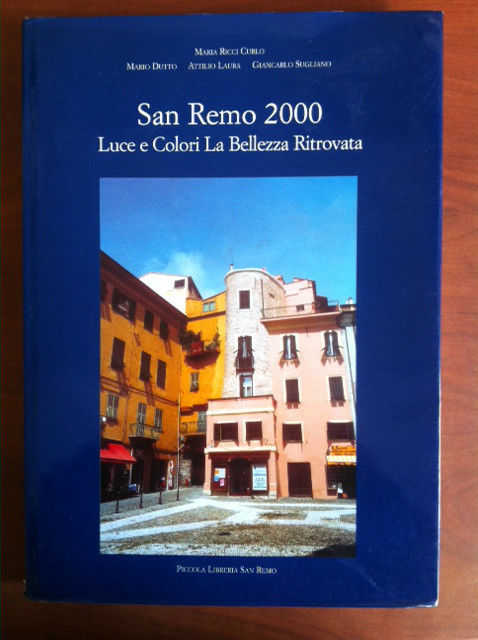 Maria Ricci Curlo
Mario Dutto Attilio Laura Giancarlo Sugliano
San Remo 2000
Luce e Colori La Bellezza Ritrovata
Piccola Libreria San Remo